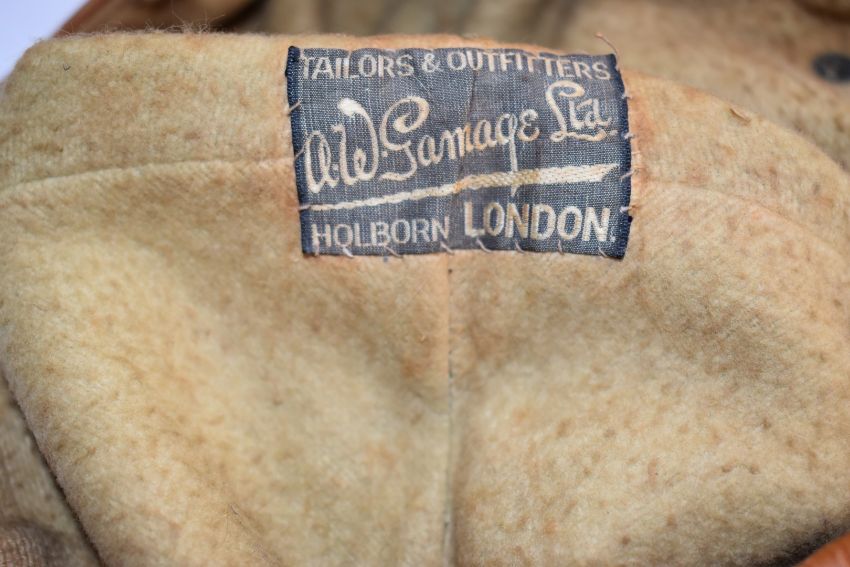 TAILORS & OUTFITTERS
A.W. Gamage Ltd.
HOLBORN LONDON.